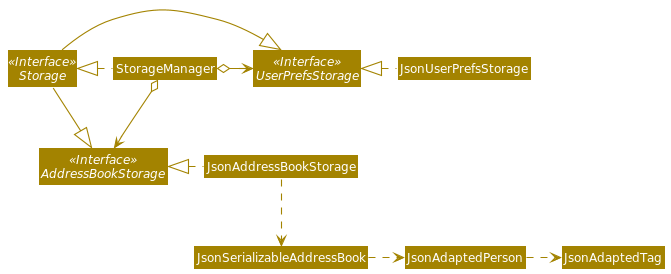 «Interface»
Storage
StorageManager
«Interface»
UserPrefsStorage
JsonUserPrefsStorage
«Interface»
AddressBookStorage
JsonAddressBookStorage
JsonSerializableAddressBook
JsonAdaptedPerson
JsonAdaptedTag